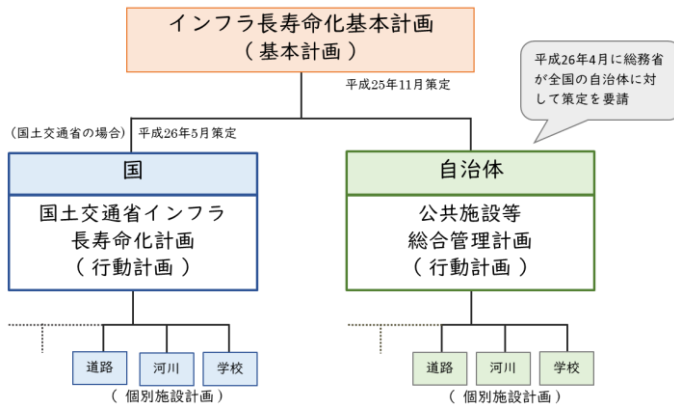 インフラ長寿命化基本計画
( 基本計画 )
平成26年4月に総務省
が全国の自治体に対
して策定を要請
平成25年11月策定
(国土交通省の場合)
平成26年5月策定
国
国土交通省インフラ
長寿命化計画
( 行動計画 )
自治体
公共施設等
総合管理計画
( 行動計画 )
道路
河川
学校
( 個別施設計画 )
道路
河川
学校
( 個別施設計画 )